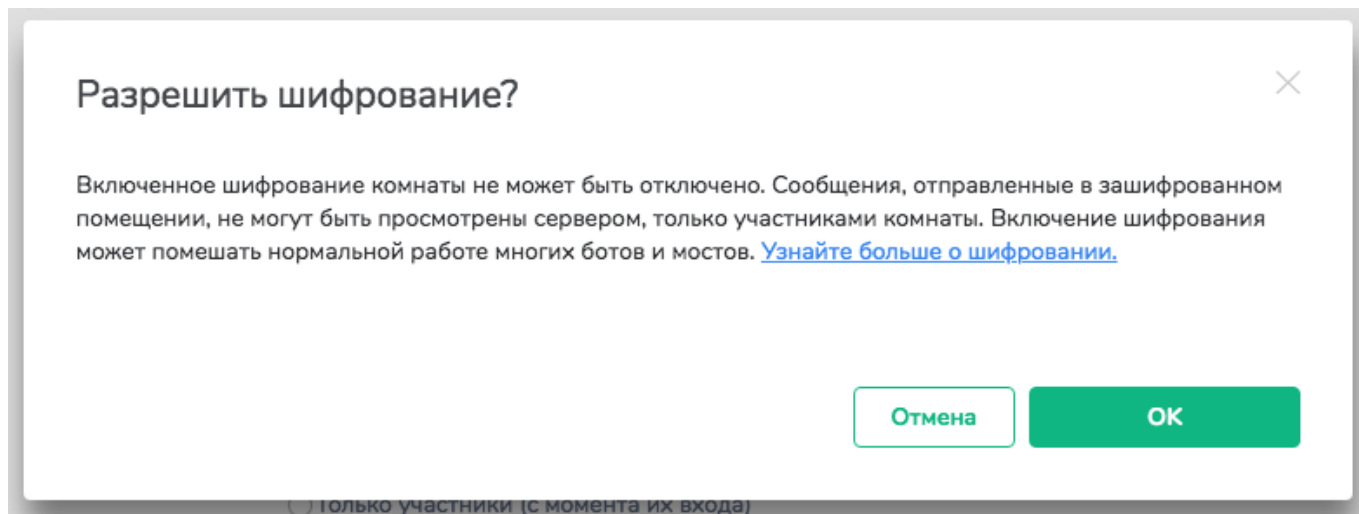 Разрешить шифрование?
Включенное шифрование комнаты не может быть отключено. Сообщения, отправленные в зашифрованном
помещении, не могут быть просмотрены сервером, только участниками комнаты. Включение шифрования
может помешать нормальной работе многих ботов и мостов. Узнайте больше о шифровании.
Отмена
ОК
Только участники (с момента их входа)